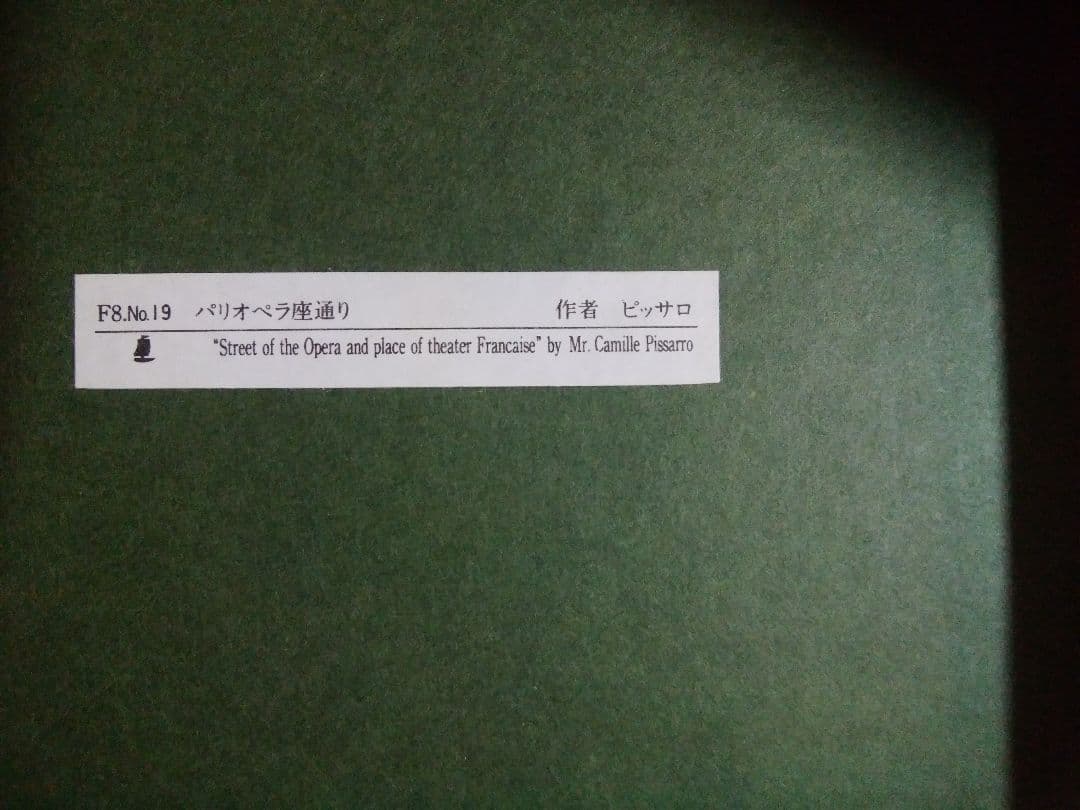 F8.No.19 パリオペラ座通り 作者 ピッサロ
"Street of the Opera and place of theater Francaise" by Mr. Camille Pissarro